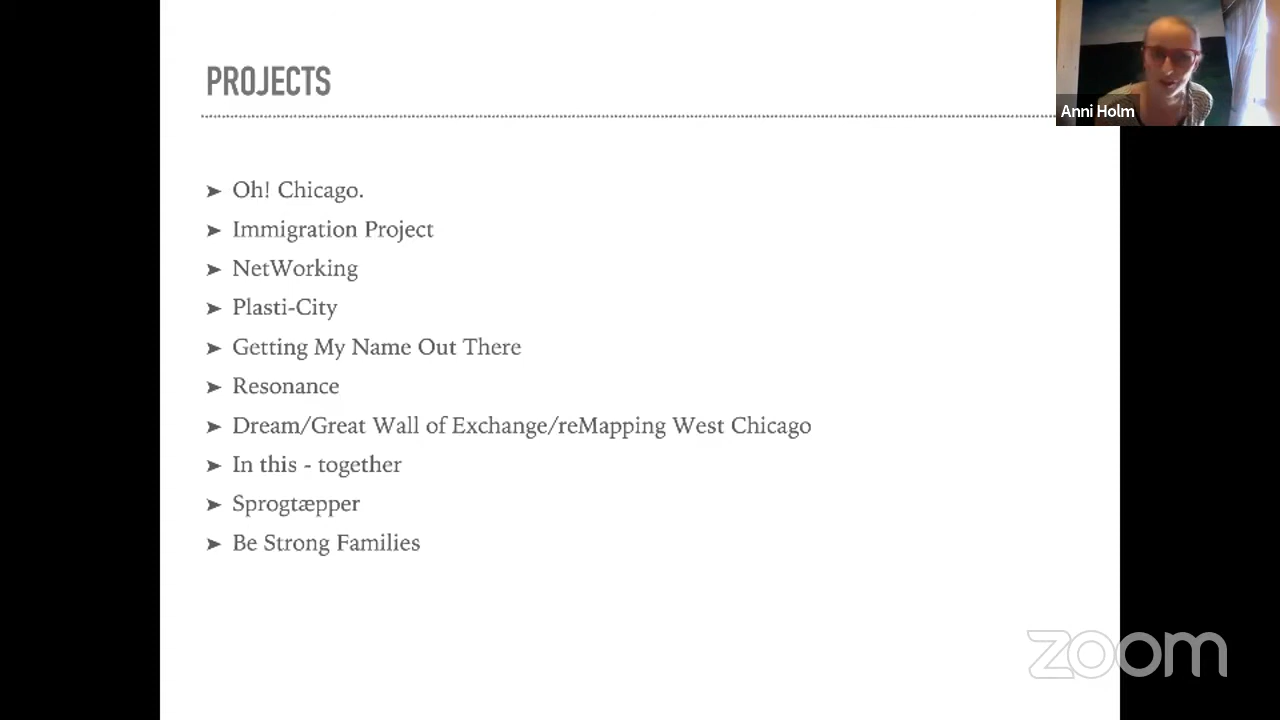 PROJECTS
Anni Holm
➤ Oh! Chicago.
➤ Immigration Project
➤ NetWorking
➤ Plasti-City
➤ Getting My Name Out There
➤ Resonance
➤ Dream/Great Wall of Exchange/reMapping West Chicago
➤ In this - together
➤ Sprogtæpper
➤ Be Strong Families
zoom